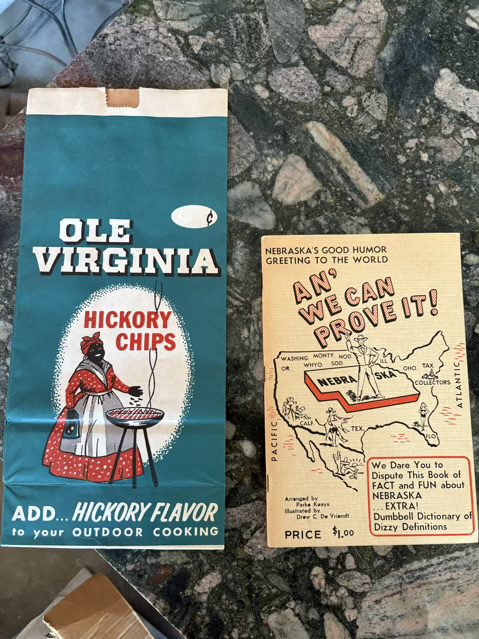 OLE
VIRGINIA
¢
HICKORY
CHIPS
ADD... HICKORY FLAVOR
to your OUTDOOR COOKING
NEBRASKA'S GOOD HUMOR
GREETING TO THE WORLD
AN'
WE CAN
PROVE IT!
WASHING MONTY. NOD.
OR. WHYO. SOD. ILL.
OHO. TAX
COLLECTORS
NEBRASKA
PACIFIC
ATLANTIC
CALF
TEX.
FLO
We Dare You to
Dispute This Book of
FACT and FUN about
NEBRASKA
...EXTRA!
Dumbbell Dictionary of
Dizzy Definitions
Arranged by
Parke Keays
Illustrated by
Drew C. De Vriendt
PRICE $1.00